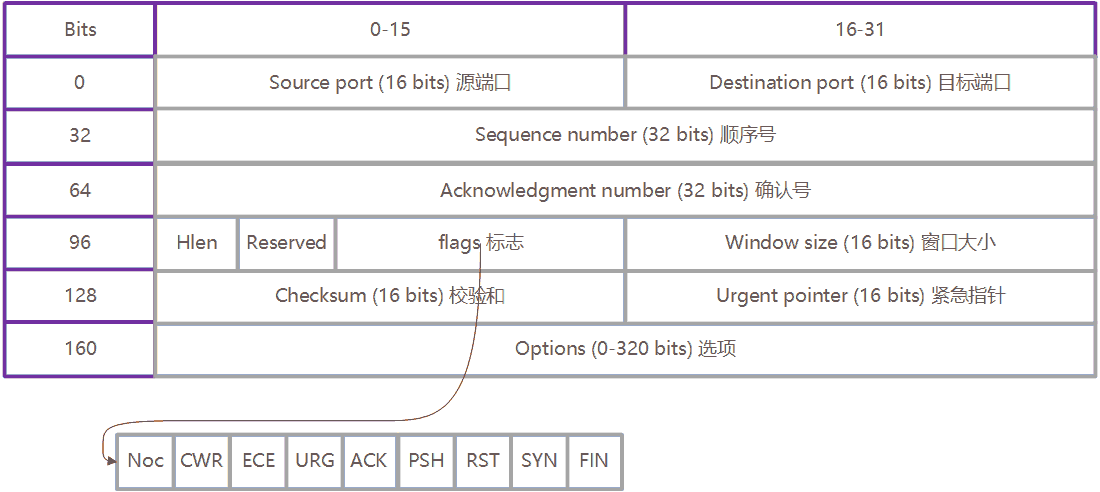 Bits 0-15 16-31
0 Source port (16 bits) 源端口 Destination port (16 bits) 目标端口
32 Sequence number (32 bits) 顺序号
64 Acknowledgment number (32 bits) 确认号
96 Hlen Reserved flags 标志 Window size (16 bits) 窗口大小
128 Checksum (16 bits) 校验和 Urgent pointer (16 bits) 紧急指针
160 Options (0-320 bits) 选项
Noc CWR ECE URG ACK PSH RST SYN FIN